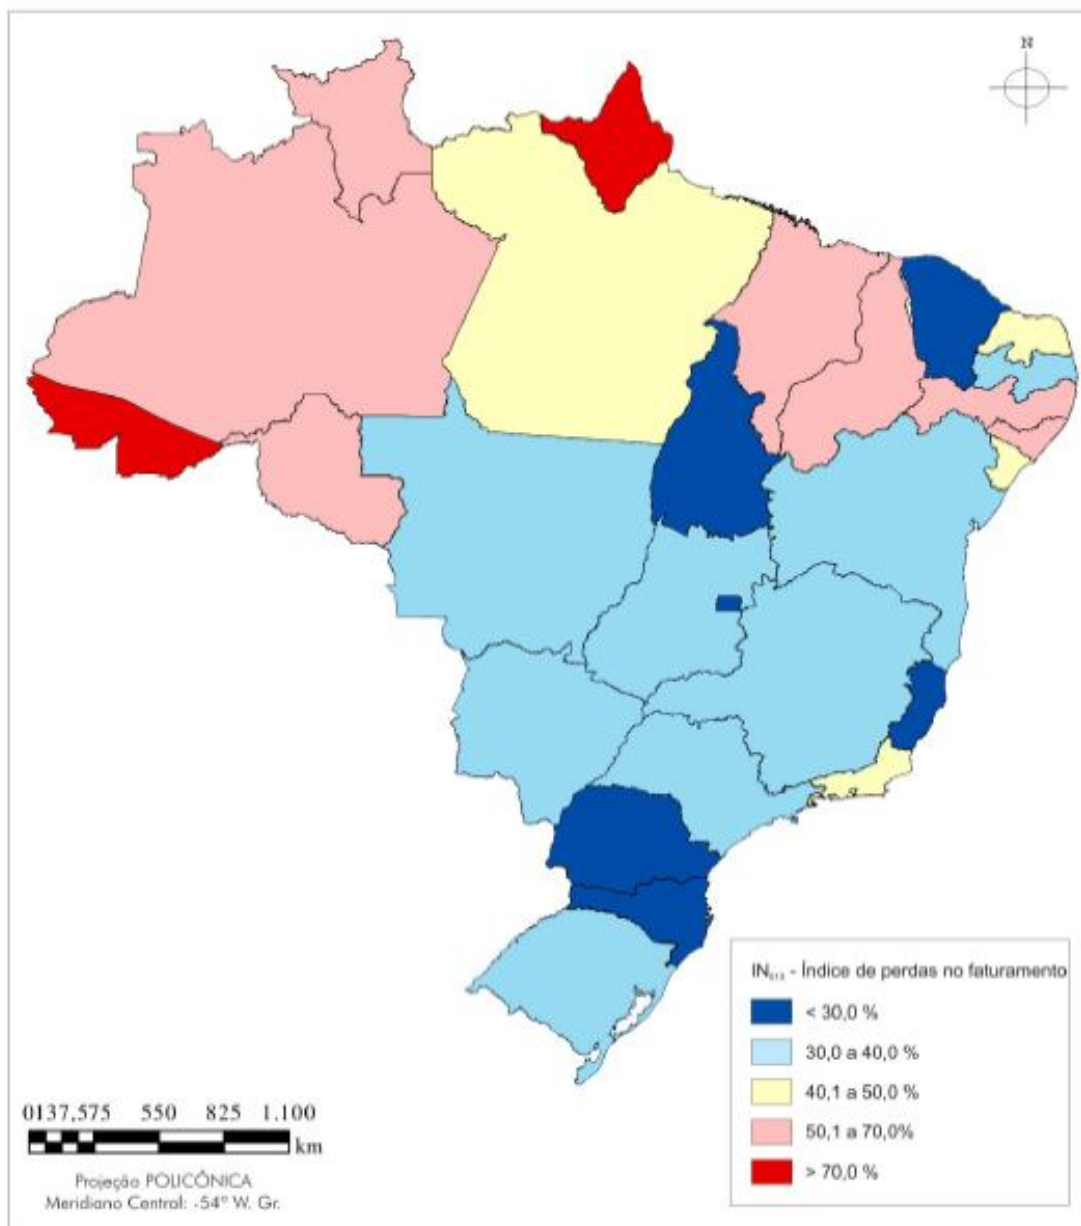 N
IN₀₁₃ - Índice de perdas no faturamento
< 30,0 %
30,0 a 40,0 %
40,1 a 50,0 %
50,1 a 70,0%
> 70,0 %
0137,575 550 825 1.100
km
Projeção POLICÔNICA
Meridiano Central: -54º W. Gr.